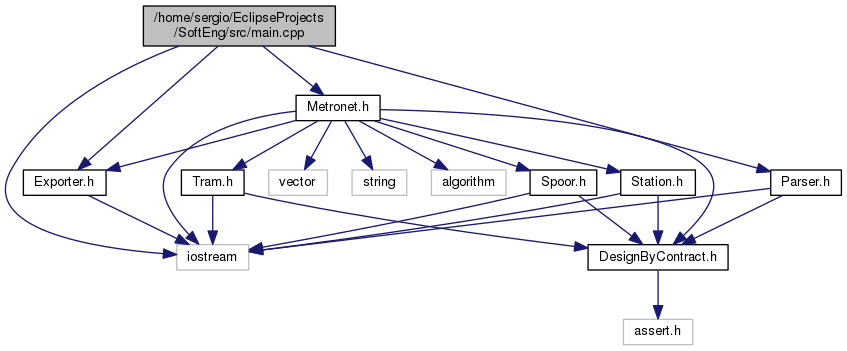 /home/sergio/EclipseProjects
/SoftEng/src/main.cpp
Metronet.h
Exporter.h
Tram.h
vector
string
algorithm
Spoor.h
Station.h
Parser.h
iostream
DesignByContract.h
assert.h